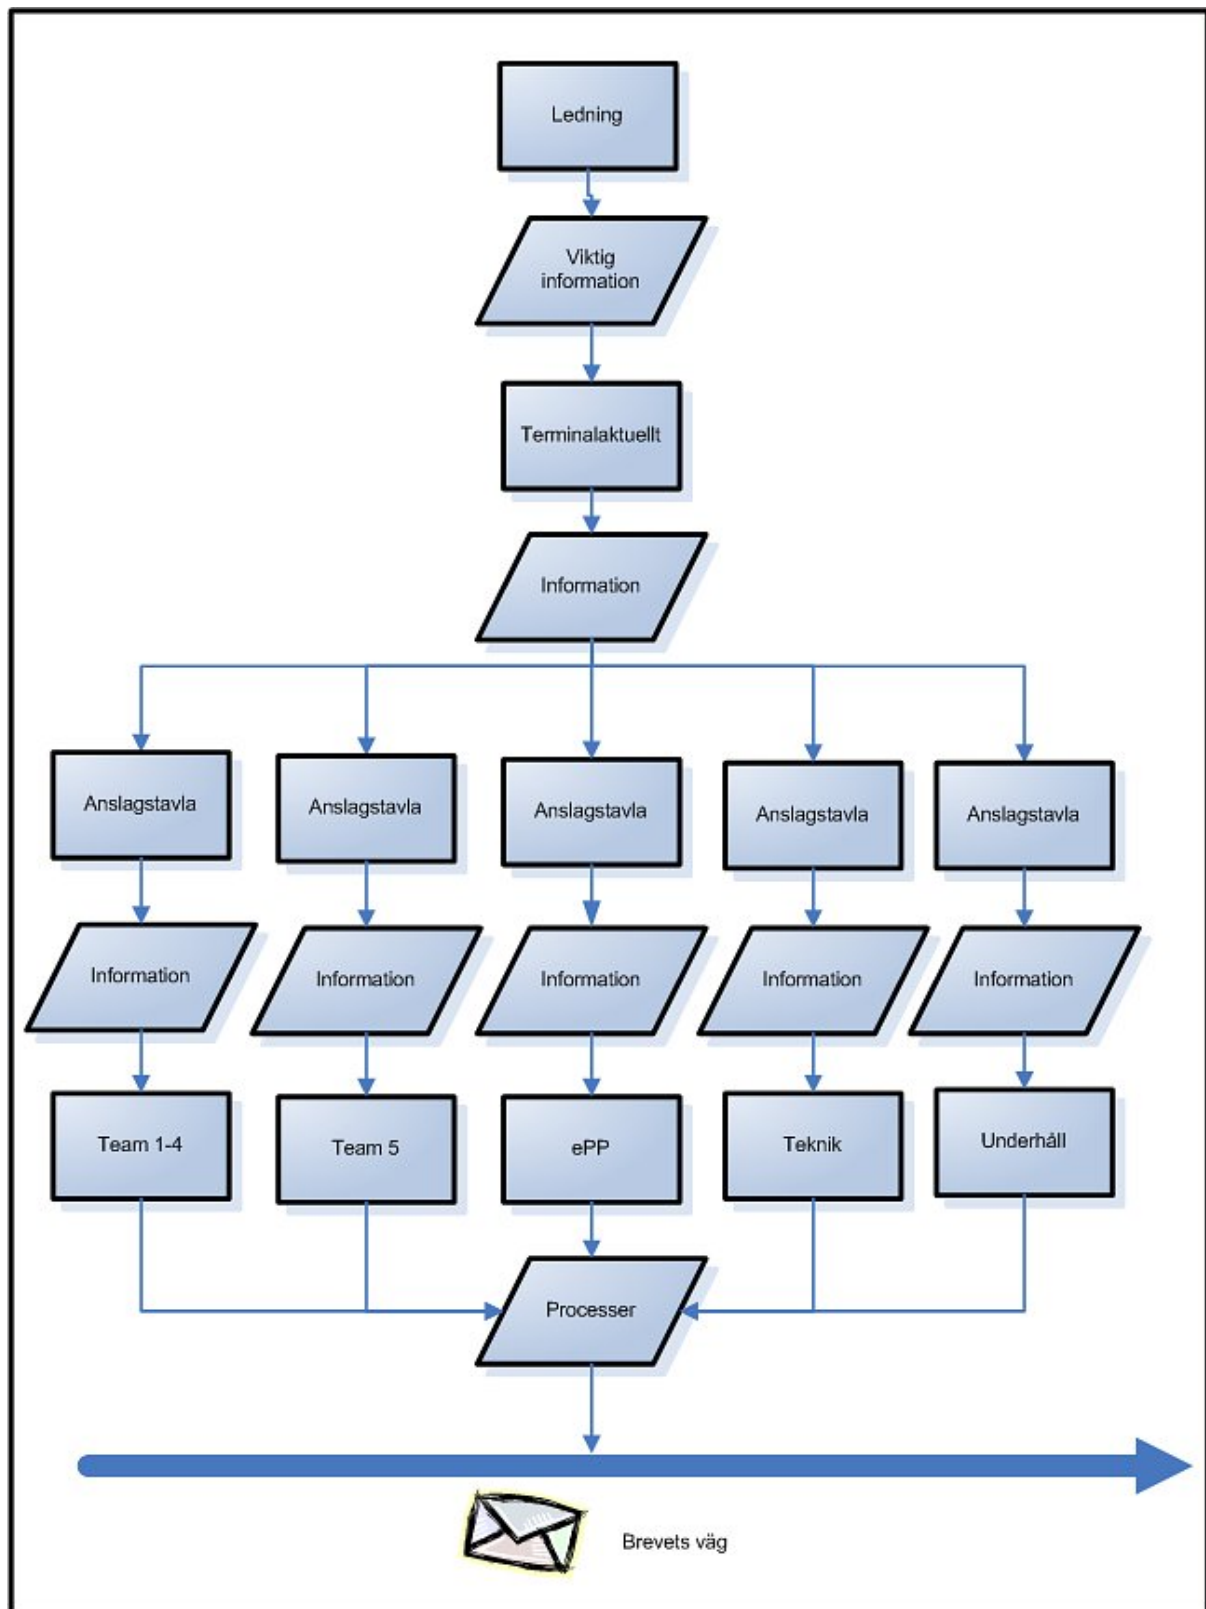 Ledning
Viktig
information
Terminalaktuellt
Information
Anslagstavla
Anslagstavla
Anslagstavla
Anslagstavla
Anslagstavla
Information
Information
Information
Information
Information
Team 1-4
Team 5
ePP
Teknik
Underhåll
Processer
Brevets väg